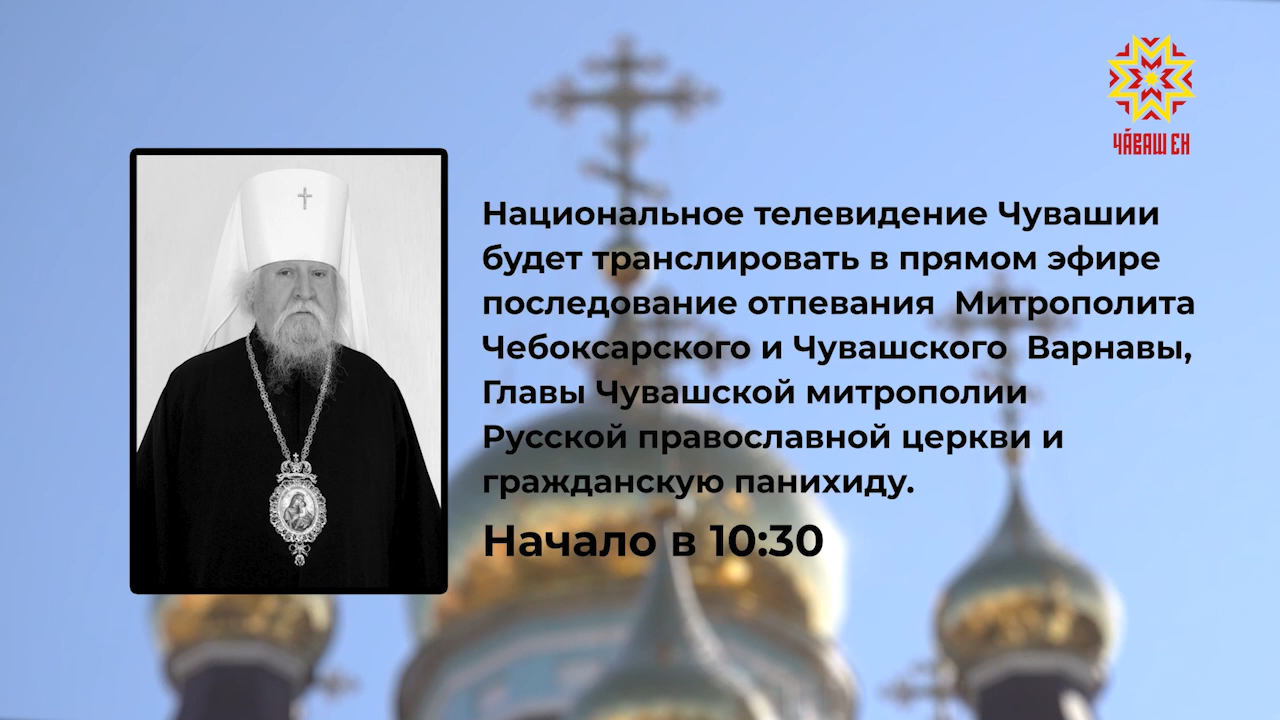 ЧӐВАШ ЕН
Национальное телевидение Чувашии
будет транслировать в прямом эфире
последование отпевания Митрополита
Чебоксарского и Чувашского Варнавы,
Главы Чувашской митрополии
Русской православной церкви и
гражданскую панихиду.
Начало в 10:30